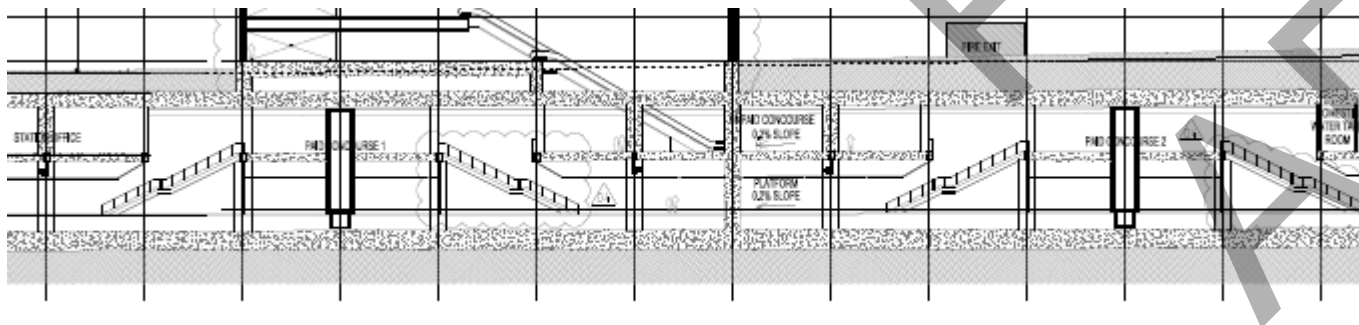 FIRE EXIT
STATION OFFICE
PAID CONCOURSE 1
PAID CONCOURSE
0.2% SLOPE
PAID CONCOURSE 2
ROOM
PLATFORM
0.2% SLOPE